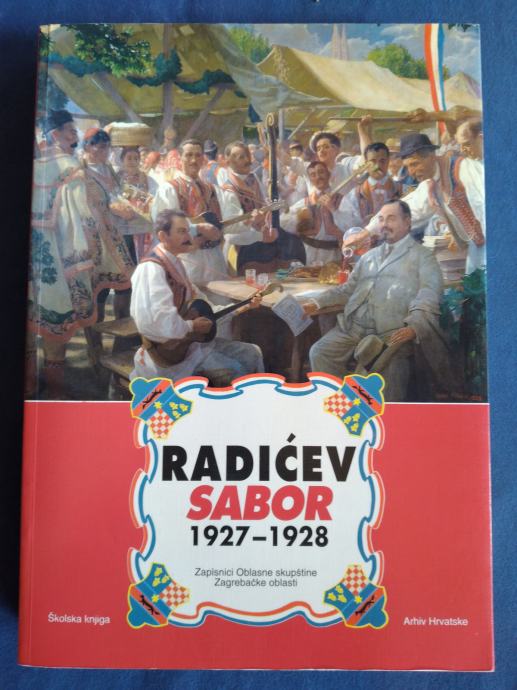 RADIĆEV
SABOR
1927–1928
Zapisnici Oblasne skupštine
Zagrebačke oblasti
Školska knjiga
Arhiv Hrvatske